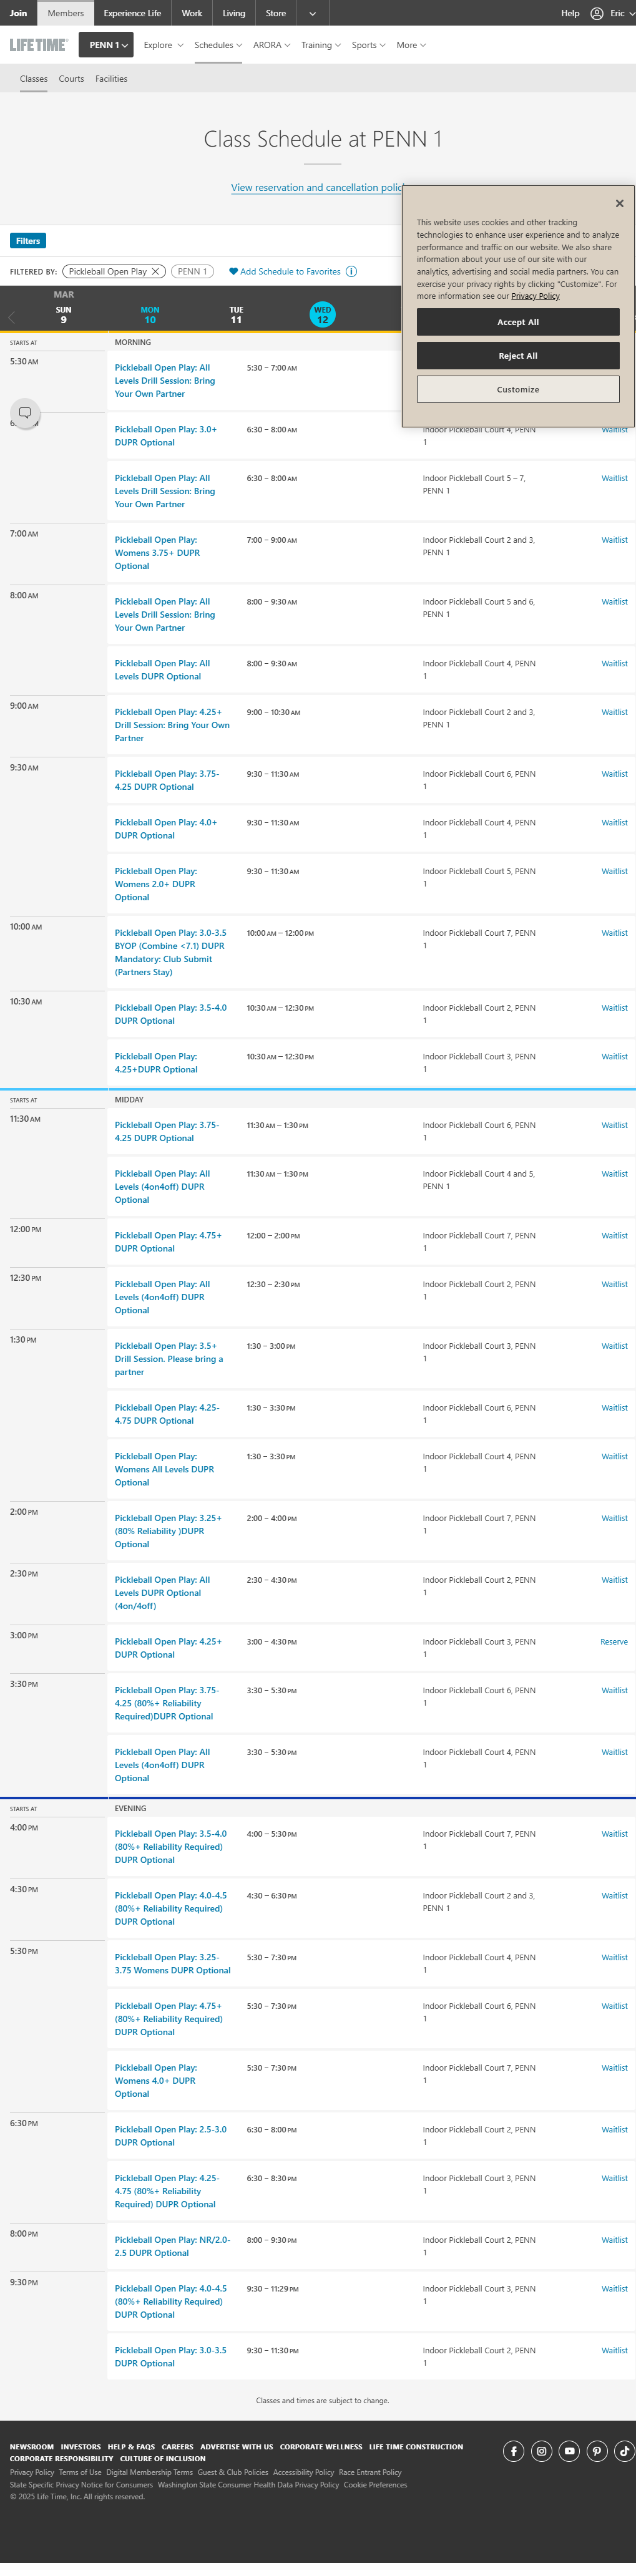 Join Members Experience Life Work Living Store Help Eric
LIFE TIME PENN 1 Explore Schedules ARORA Training Sports More
Classes Courts Facilities
Class Schedule at PENN 1
View reservation and cancellation polici
This website uses cookies and other tracking
technologies to enhance user experience and to analyze
performance and traffic on our website. We also share
information about your use of our site with our
analytics, advertising and social media partners. You can
exercise your privacy rights by clicking "Customize". For
more information see our Privacy Policy
Accept All
Reject All
Customize
Filters
FILTERED BY: Pickleball Open Play PENN 1 Add Schedule to Favorites
MAR
SUN MON TUE WED
9 10 11 12
STARTS AT MORNING
5:30 AM
Pickleball Open Play: All 5:30 – 7:00 AM
Levels Drill Session: Bring
Your Own Partner
Pickleball Open Play: 3.0+ 6:30 – 8:00 AM Indoor Pickleball Court 4, PENN Waitlist
DUPR Optional 1
Pickleball Open Play: All 6:30 – 8:00 AM Indoor Pickleball Court 5 – 7, Waitlist
Levels Drill Session: Bring PENN 1
Your Own Partner
7:00 AM
Pickleball Open Play: 7:00 – 9:00 AM Indoor Pickleball Court 2 and 3, Waitlist
Womens 3.75+ DUPR PENN 1
Optional
8:00 AM
Pickleball Open Play: All 8:00 – 9:30 AM Indoor Pickleball Court 5 and 6, Waitlist
Levels Drill Session: Bring PENN 1
Your Own Partner
Pickleball Open Play: All 8:00 – 9:30 AM Indoor Pickleball Court 4, PENN Waitlist
Levels DUPR Optional 1
9:00 AM
Pickleball Open Play: 4.25+ 9:00 – 10:30 AM Indoor Pickleball Court 2 and 3, Waitlist
Drill Session: Bring Your Own PENN 1
Partner
9:30 AM
Pickleball Open Play: 3.75- 9:30 – 11:30 AM Indoor Pickleball Court 6, PENN Waitlist
4.25 DUPR Optional 1
Pickleball Open Play: 4.0+ 9:30 – 11:30 AM Indoor Pickleball Court 4, PENN Waitlist
DUPR Optional 1
Pickleball Open Play: 9:30 – 11:30 AM Indoor Pickleball Court 5, PENN Waitlist
Womens 2.0+ DUPR 1
Optional
10:00 AM
Pickleball Open Play: 3.0-3.5 10:00 AM – 12:00 PM Indoor Pickleball Court 7, PENN Waitlist
BYOP (Combine <7.1) DUPR 1
Mandatory: Club Submit
(Partners Stay)
10:30 AM
Pickleball Open Play: 3.5-4.0 10:30 AM – 12:30 PM Indoor Pickleball Court 2, PENN Waitlist
DUPR Optional 1
Pickleball Open Play: 10:30 AM – 12:30 PM Indoor Pickleball Court 3, PENN Waitlist
4.25+DUPR Optional 1
STARTS AT MIDDAY
11:30 AM
Pickleball Open Play: 3.75- 11:30 AM – 1:30 PM Indoor Pickleball Court 6, PENN Waitlist
4.25 DUPR Optional 1
Pickleball Open Play: All 11:30 AM – 1:30 PM Indoor Pickleball Court 4 and 5, Waitlist
Levels (4on4off) DUPR PENN 1
Optional
12:00 PM
Pickleball Open Play: 4.75+ 12:00 – 2:00 PM Indoor Pickleball Court 7, PENN Waitlist
DUPR Optional 1
12:30 PM
Pickleball Open Play: All 12:30 – 2:30 PM Indoor Pickleball Court 2, PENN Waitlist
Levels (4on4off) DUPR 1
Optional
1:30 PM
Pickleball Open Play: 3.5+ 1:30 – 3:00 PM Indoor Pickleball Court 3, PENN Waitlist
Drill Session. Please bring a 1
partner
Pickleball Open Play: 4.25- 1:30 – 3:30 PM Indoor Pickleball Court 6, PENN Waitlist
4.75 DUPR Optional 1
Pickleball Open Play: 1:30 – 3:30 PM Indoor Pickleball Court 4, PENN Waitlist
Womens All Levels DUPR 1
Optional
2:00 PM
Pickleball Open Play: 3.25+ 2:00 – 4:00 PM Indoor Pickleball Court 7, PENN Waitlist
(80% Reliability )DUPR 1
Optional
2:30 PM
Pickleball Open Play: All 2:30 – 4:30 PM Indoor Pickleball Court 2, PENN Waitlist
Levels DUPR Optional 1
(4on/4off)
3:00 PM
Pickleball Open Play: 4.25+ 3:00 – 4:30 PM Indoor Pickleball Court 3, PENN Reserve
DUPR Optional 1
3:30 PM
Pickleball Open Play: 3.75- 3:30 – 5:30 PM Indoor Pickleball Court 6, PENN Waitlist
4.25 (80%+ Reliability 1
Required)DUPR Optional
Pickleball Open Play: All 3:30 – 5:30 PM Indoor Pickleball Court 4, PENN Waitlist
Levels (4on4off) DUPR 1
Optional
STARTS AT EVENING
4:00 PM
Pickleball Open Play: 3.5-4.0 4:00 – 5:30 PM Indoor Pickleball Court 7, PENN Waitlist
(80%+ Reliability Required) 1
DUPR Optional
4:30 PM
Pickleball Open Play: 4.0-4.5 4:30 – 6:30 PM Indoor Pickleball Court 2 and 3, Waitlist
(80%+ Reliability Required) PENN 1
DUPR Optional
5:30 PM
Pickleball Open Play: 3.25- 5:30 – 7:30 PM Indoor Pickleball Court 4, PENN Waitlist
3.75 Womens DUPR Optional 1
Pickleball Open Play: 4.75+ 5:30 – 7:30 PM Indoor Pickleball Court 6, PENN Waitlist
(80%+ Reliability Required) 1
DUPR Optional
Pickleball Open Play: 5:30 – 7:30 PM Indoor Pickleball Court 7, PENN Waitlist
Womens 4.0+ DUPR 1
Optional
6:30 PM
Pickleball Open Play: 2.5-3.0 6:30 – 8:00 PM Indoor Pickleball Court 2, PENN Waitlist
DUPR Optional 1
Pickleball Open Play: 4.25- 6:30 – 8:30 PM Indoor Pickleball Court 3, PENN Waitlist
4.75 (80%+ Reliability 1
Required) DUPR Optional
8:00 PM
Pickleball Open Play: NR/2.0- 8:00 – 9:30 PM Indoor Pickleball Court 2, PENN Waitlist
2.5 DUPR Optional 1
9:30 PM
Pickleball Open Play: 4.0-4.5 9:30 – 11:29 PM Indoor Pickleball Court 3, PENN Waitlist
(80%+ Reliability Required) 1
DUPR Optional
Pickleball Open Play: 3.0-3.5 9:30 – 11:30 PM Indoor Pickleball Court 2, PENN Waitlist
DUPR Optional 1
Classes and times are subject to change.
NEWSROOM INVESTORS HELP & FAQS CAREERS ADVERTISE WITH US CORPORATE WELLNESS LIFE TIME CONSTRUCTION
CORPORATE RESPONSIBILITY CULTURE OF INCLUSION
Privacy Policy Terms of Use Digital Membership Terms Guest & Club Policies Accessibility Policy Race Entrant Policy
State Specific Privacy Notice for Consumers Washington State Consumer Health Data Privacy Policy Cookie Preferences
© 2025 Life Time, Inc. All rights reserved.